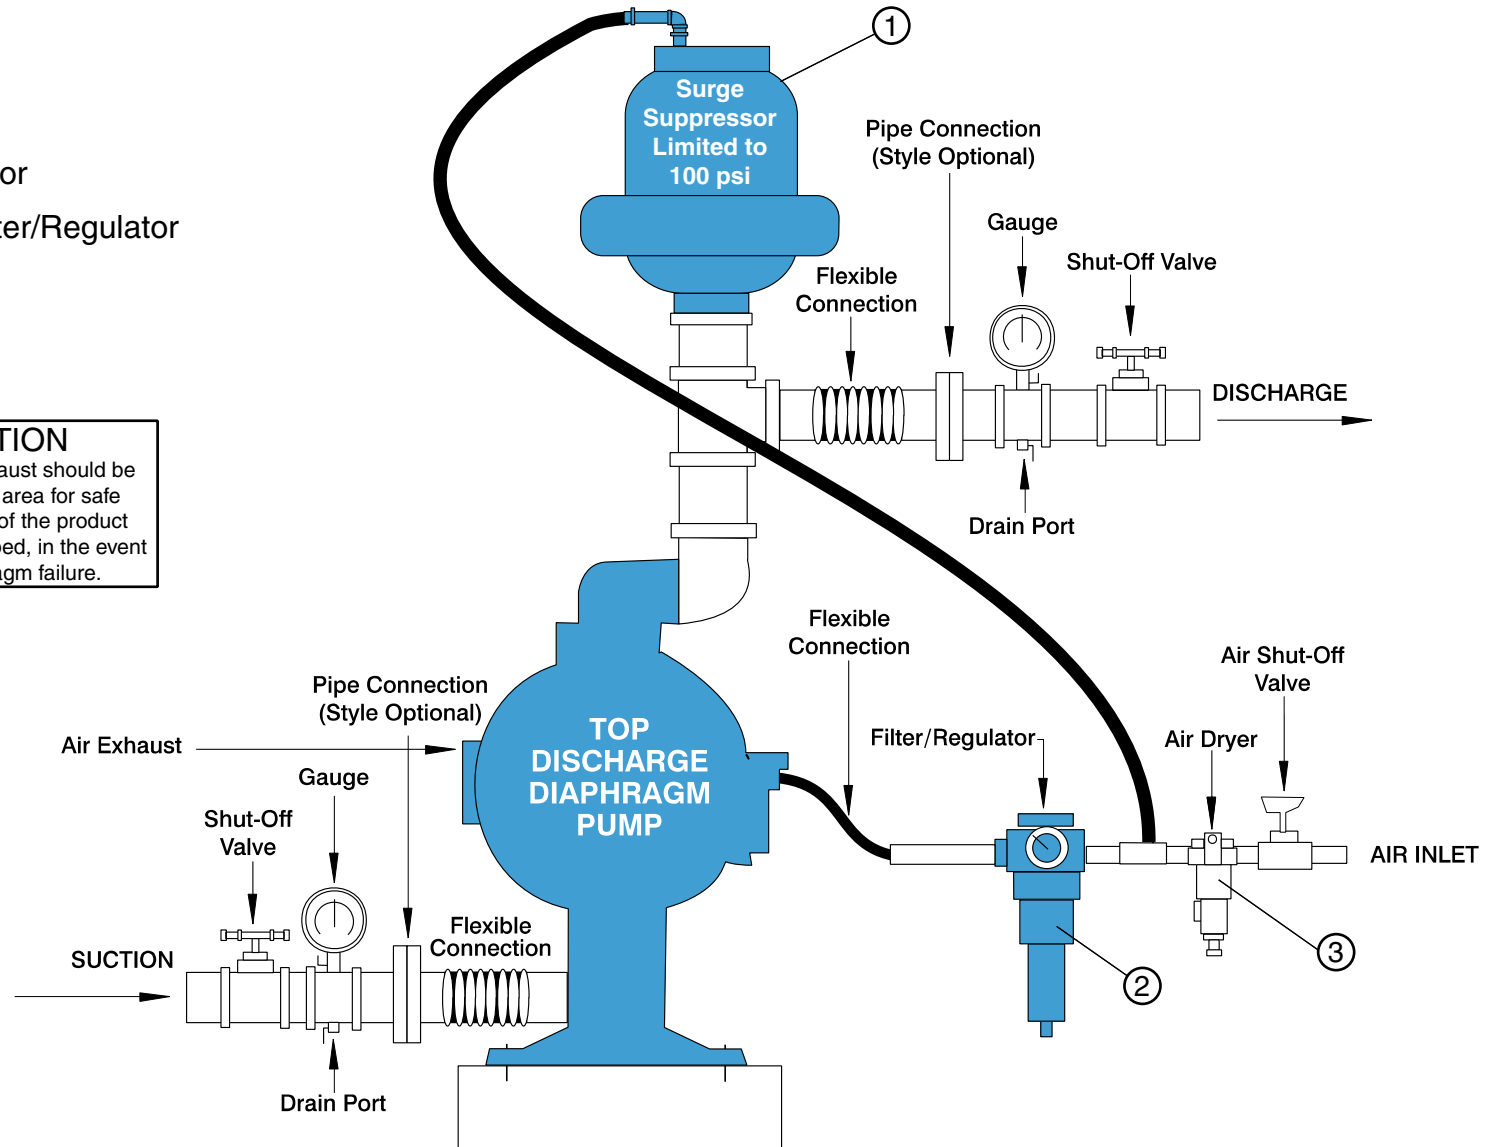 1
Surge
Suppressor
Limited to
100 psi
Pipe Connection
(Style Optional)
Gauge
Shut-Off Valve
Flexible
Connection
DISCHARGE
Drain Port
or
ter/Regulator
TION
aust should be
area for safe
of the product
ped, in the event
agm failure.
Flexible
Connection
Air Shut-Off
Valve
Pipe Connection
(Style Optional)
Air Exhaust
TOP
DISCHARGE
DIAPHRAGM
PUMP
Filter/Regulator
Air Dryer
Gauge
Shut-Off
Valve
AIR INLET
Flexible
Connection
SUCTION
2
3
Drain Port